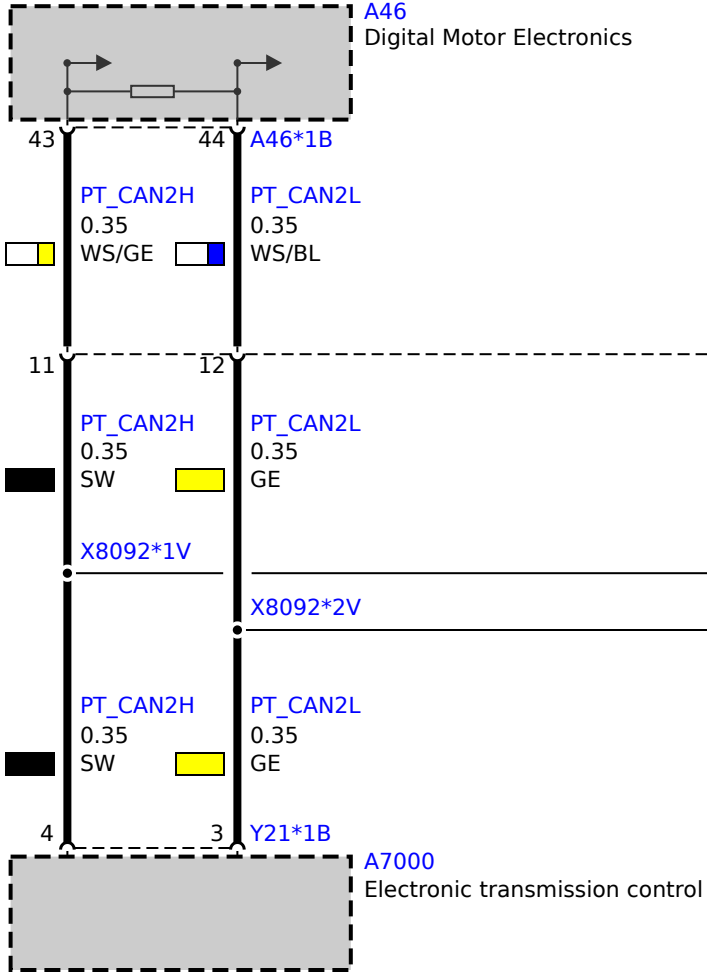 A46
Digital Motor Electronics
43
44
A46*1B
PT_CAN2H
PT_CAN2L
0.35
0.35
WS/GE
WS/BL
11
12
PT_CAN2H
PT_CAN2L
0.35
0.35
SW
GE
X8092*1V
X8092*2V
PT_CAN2H
PT_CAN2L
0.35
0.35
SW
GE
4
3
Y21*1B
A7000
Electronic transmission control